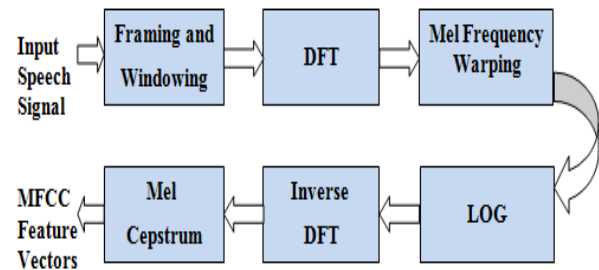 Input
Speech
Signal
Framing and
Windowing
DFT
Mel Frequency
Warping
LOG
Inverse
DFT
Mel
Cepstrum
MFCC
Feature
Vectors